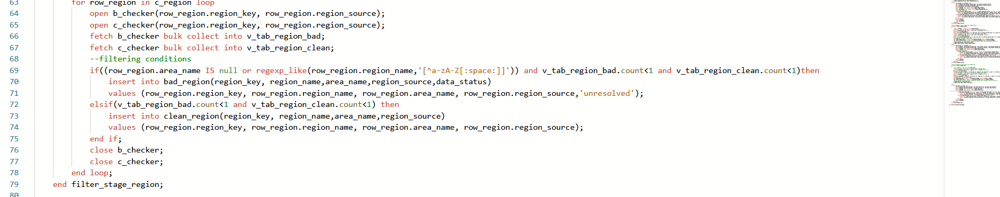 63 for row_region in c_region loop
64 open b_checker(row_region.region_key, row_region.region_source);
65 open c_checker(row_region.region_key, row_region.region_source);
66 fetch b_checker bulk collect into v_tab_region_bad;
67 fetch c_checker bulk collect into v_tab_region_clean;
68 --filtering conditions
69 if((row_region.area_name IS null or regexp_like(row_region.region_name,'[^a-zA-Z[:space:]]')) and v_tab_region_bad.count<1 and v_tab_region_clean.count<1)then
70 insert into bad_region(region_key, region_name,area_name,region_source,data_status)
71 values (row_region.region_key, row_region.region_name, row_region.area_name, row_region.region_source,'unresolved');
72 elsif(v_tab_region_bad.count<1 and v_tab_region_clean.count<1) then
73 insert into clean_region(region_key, region_name,area_name,region_source)
74 values (row_region.region_key, row_region.region_name, row_region.area_name, row_region.region_source);
75 end if;
76 close b_checker;
77 close c_checker;
78 end loop;
79 end filter_stage_region;
80